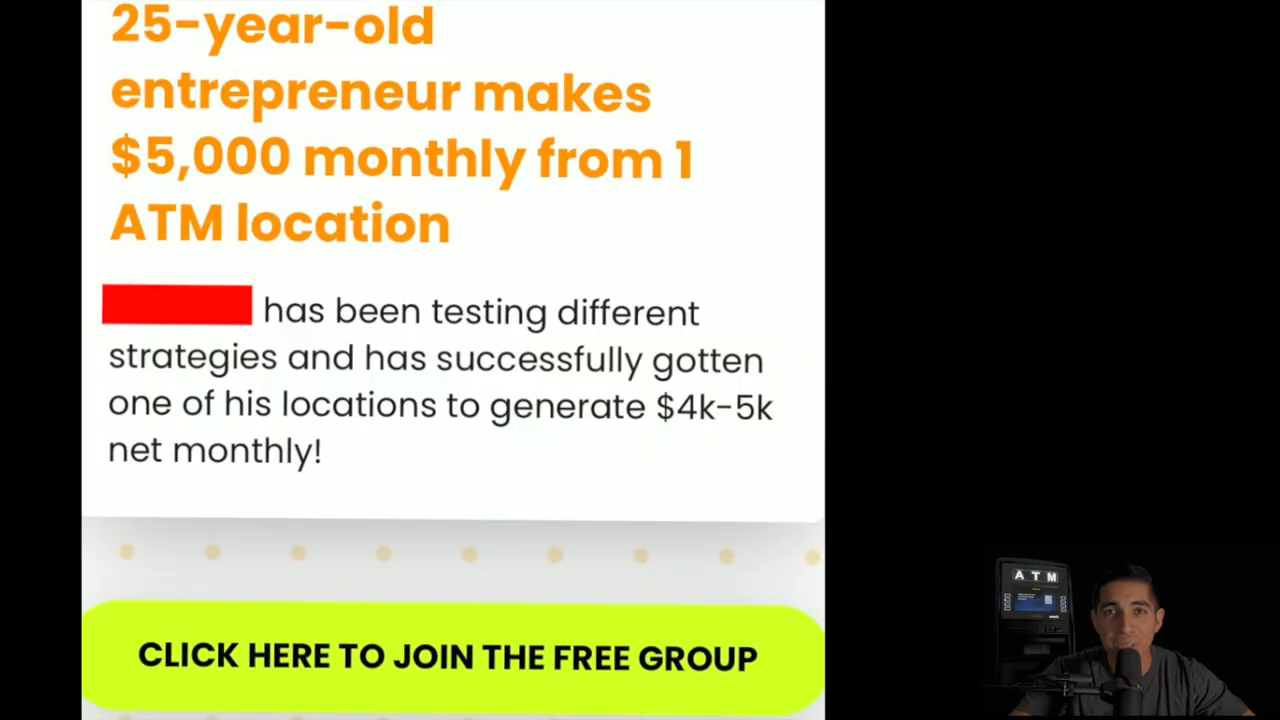 25-year-old
entrepreneur makes
$5,000 monthly from 1
ATM location
has been testing different
strategies and has successfully gotten
one of his locations to generate $4k-5k
net monthly!
CLICK HERE TO JOIN THE FREE GROUP
ATM